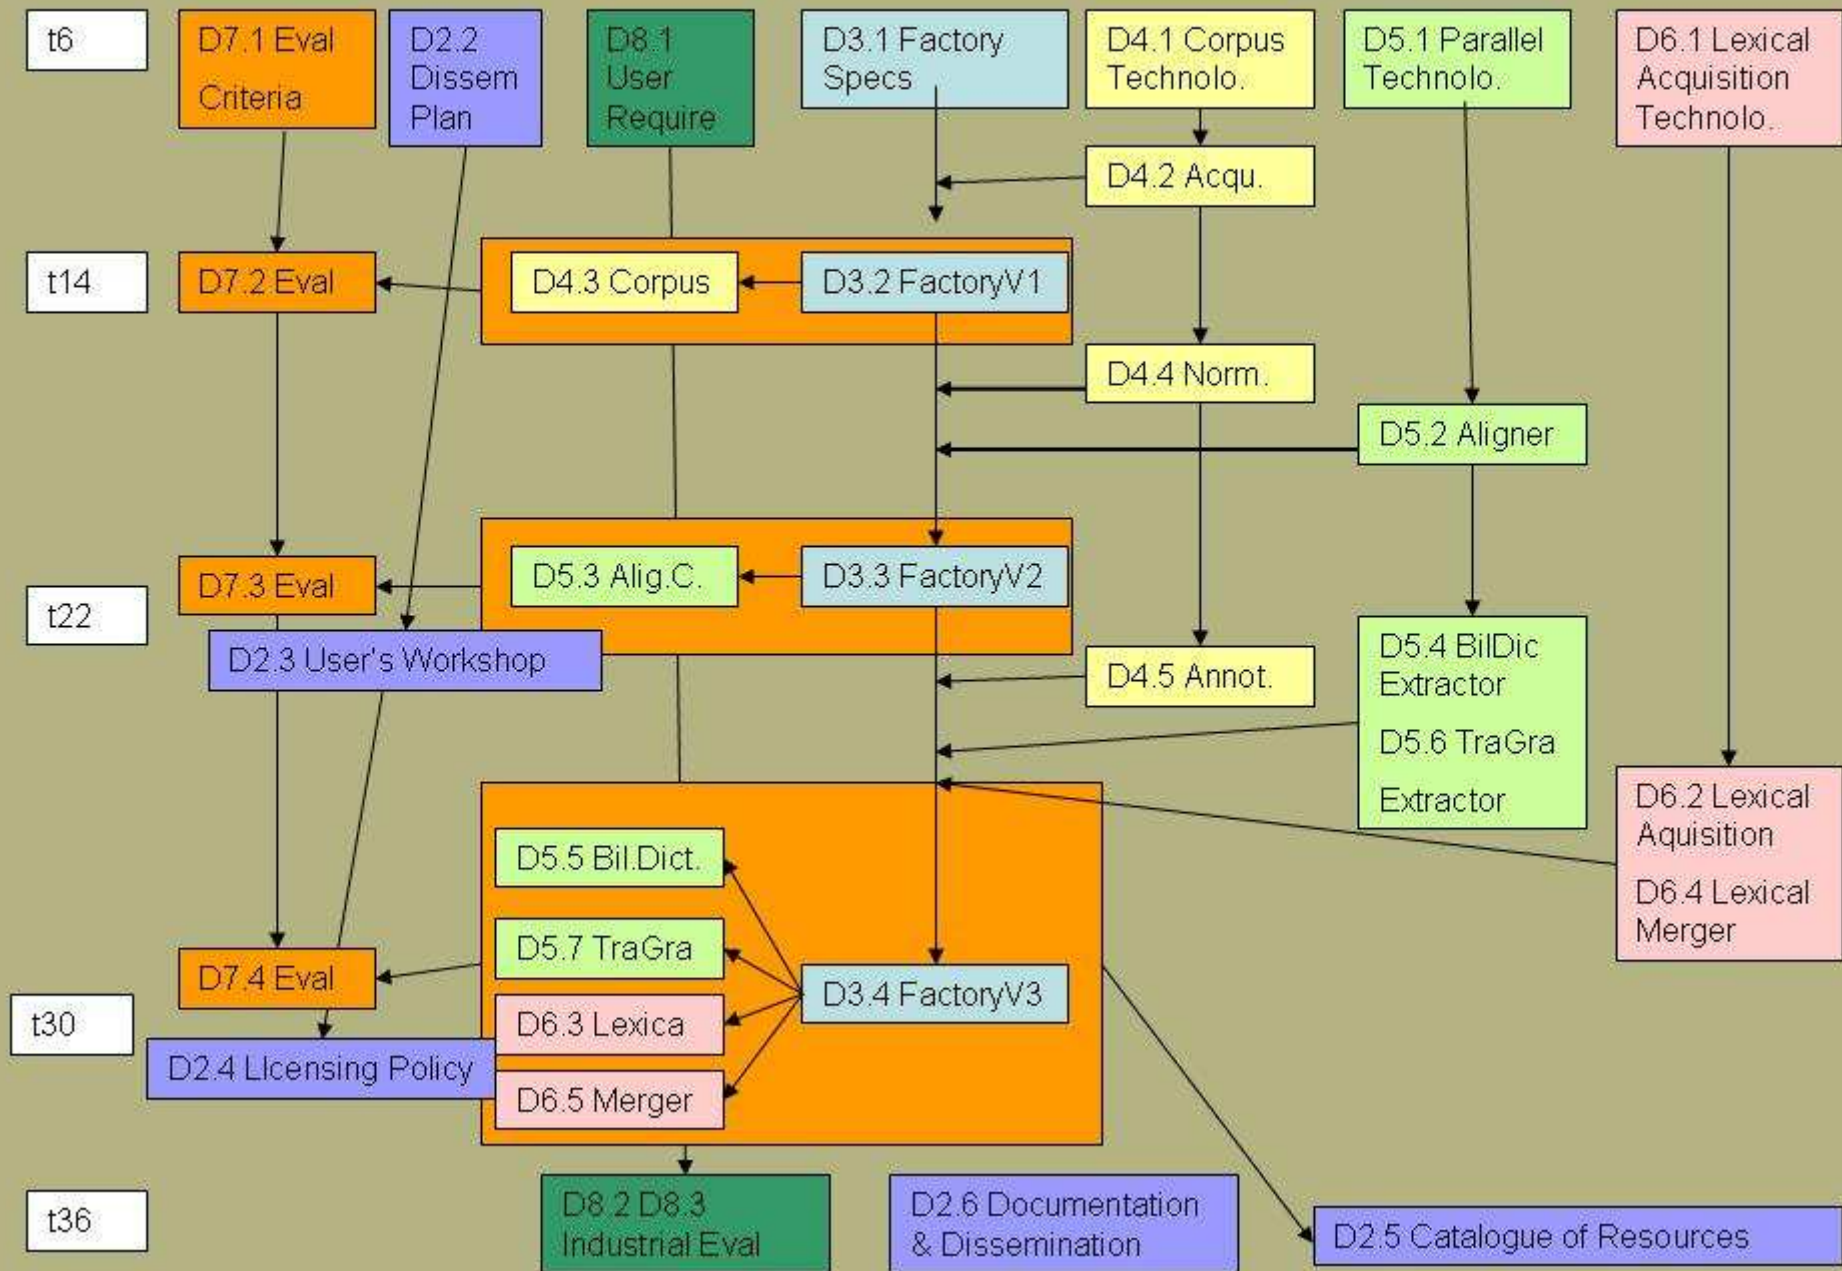 t6
D7.1 Eval
Criteria
D2.2
Dissem
Plan
D8.1
User
Require
D3.1 Factory
Specs
D4.1 Corpus
Technolo.
D5.1 Parallel
Technolo.
D6.1 Lexical
Acquisition
Technolo.
D4.2 Acqu.
t14
D7.2 Eval
D4.3 Corpus
D3.2 FactoryV1
D4.4 Norm.
D5.2 Aligner
D7.3 Eval
D5.3 Alig.C.
D3.3 FactoryV2
t22
D2.3 User's Workshop
D4.5 Annot.
D5.4 BilDic
Extractor
D5.6 TraGra
Extractor
D6.2 Lexical
Aquisition
D6.4 Lexical
Merger
D5.5 Bil.Dict.
D5.7 TraGra
D7.4 Eval
D3.4 FactoryV3
t30
D6.3 Lexica
D2.4 LIcensing Policy
D6.5 Merger
t36
D8.2 D8.3
Industrial Eval
D2.6 Documentation
& Dissemination
D2.5 Catalogue of Resources